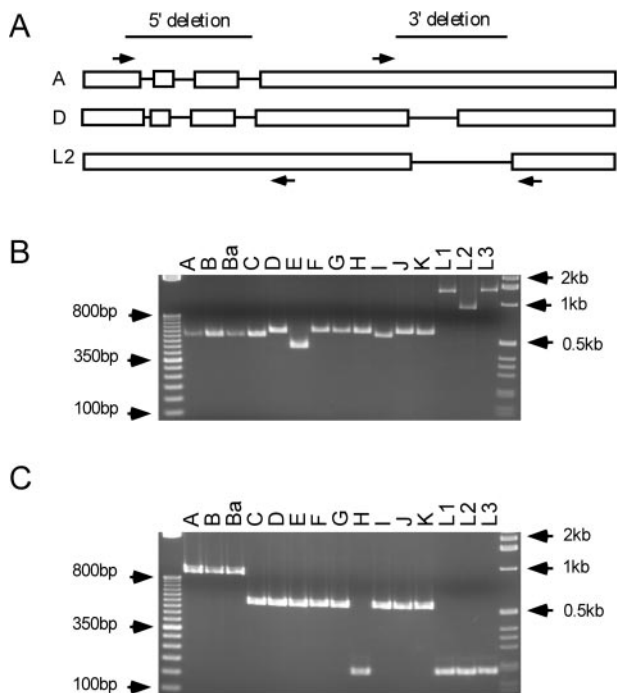 A
5' deletion 3' deletion
A
D
L2
B
A B Ba C D E F G H I J K L1 L2 L3
800bp
350bp
100bp
2kb
1kb
0.5kb
C
A B Ba C D E F G H I J K L1 L2 L3
800bp
350bp
100bp
2kb
1kb
0.5kb